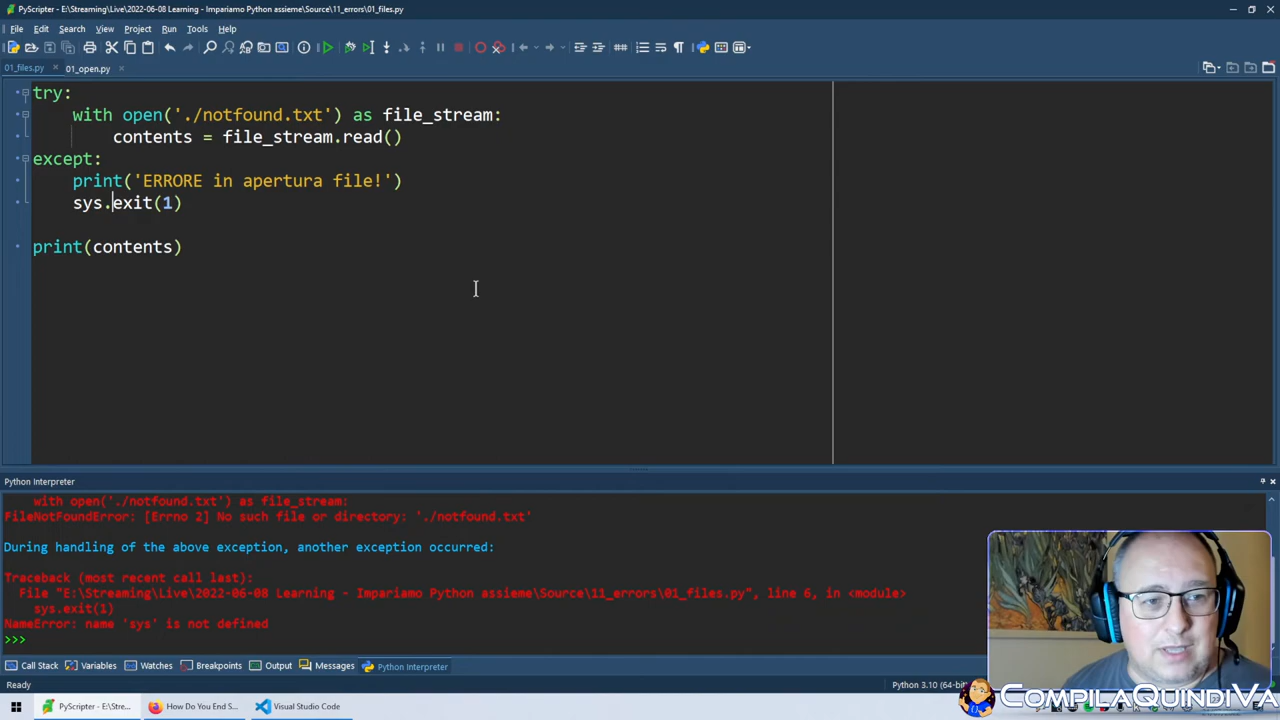 PyScripter - E:\Streaming\Live\2022-06-08 Learning - Impariamo Python assieme\Source\11_errors\01_files.py
File Edit Search View Project Run Tools Help
01_files.py
01_open.py
try:
with open('./notfound.txt') as file_stream:
contents = file_stream.read()
except:
print('ERRORE in apertura file!')
sys.exit(1)
print(contents)
Python Interpreter
with open('./notfound.txt') as file_stream:
FileNotFoundError: [Errno 2] No such file or directory: './notfound.txt'
During handling of the above exception, another exception occurred:
Traceback (most recent call last):
File "E:\Streaming\Live\2022-06-08 Learning - Impariamo Python assieme\Source\11_errors\01_files.py", line 6, in <module>
sys.exit(1)
NameError: name 'sys' is not defined
>>>
Call Stack Variables Watches Breakpoints Output Messages Python Interpreter
Ready
Python 3.10 (64-bit)
CompilaQuindiVa
PyScripter - E:\Stre... How Do You End S... Visual Studio Code